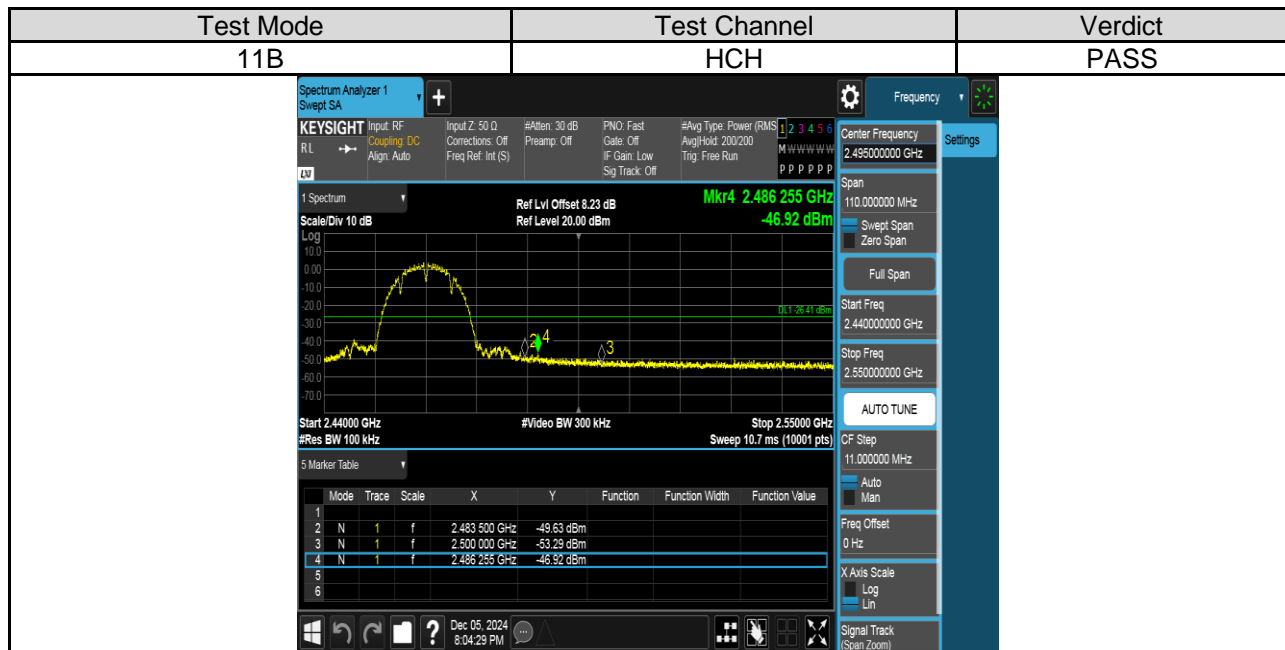 Test Mode Test Channel Verdict
11B HCH PASS
Spectrum Analyzer 1
Swept SA
Frequency
KEYSIGHT
RL
LXI
Input: RF
Coupling: DC
Align: Auto
Input Z: 50 Ω
Corrections: Off
Freq Ref: Int (S)
#Atten: 30 dB
Preamp: Off
PNO: Fast
Gate: Off
IF Gain: Low
Sig Track: Off
#Avg Type: Power (RMS
Avg|Hold: 200/200
Trig: Free Run
1 2 3 4 5 6
M W W W W W
P P P P P P
1 Spectrum
Scale/Div 10 dB
Ref Lvl Offset 8.23 dB
Ref Level 20.00 dBm
Mkr4 2.486 255 GHz
-46.92 dBm
Log
10.0
0.00
-10.0
-20.0
DL1 -26.41 dBm
-30.0
-40.0
2 4
3
-50.0
-60.0
-70.0
Start 2.44000 GHz #Video BW 300 kHz Stop 2.55000 GHz
#Res BW 100 kHz Sweep 10.7 ms (10001 pts)
5 Marker Table
Mode Trace Scale X Y Function Function Width Function Value
1
2 N 1 f 2.483 500 GHz -49.63 dBm
3 N 1 f 2.500 000 GHz -53.29 dBm
4 N 1 f 2.486 255 GHz -46.92 dBm
5
6
?
Dec 05, 2024
8:04:29 PM
Settings
Center Frequency
2.495000000 GHz
Span
110.000000 MHz
Swept Span
Zero Span
Full Span
Start Freq
2.440000000 GHz
Stop Freq
2.550000000 GHz
AUTO TUNE
CF Step
11.000000 MHz
Auto
Man
Freq Offset
0 Hz
X Axis Scale
Log
Lin
Signal Track
(Span Zoom)